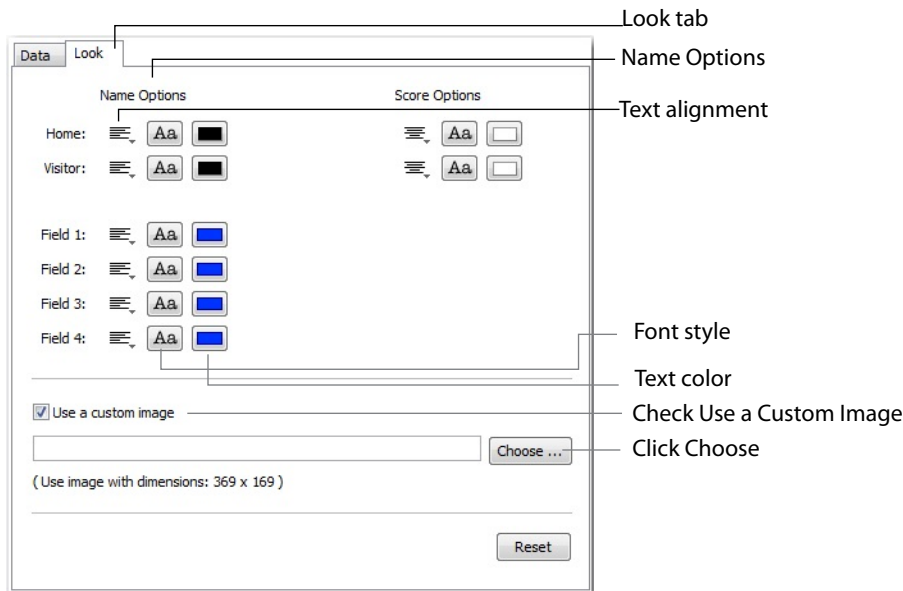 Look tab
Data Look
Name Options
Name Options Score Options
Text alignment
Home: Aa Aa
Visitor: Aa Aa
Field 1: Aa
Field 2: Aa
Field 3: Aa
Field 4: Aa
Font style
Text color
Use a custom image
Check Use a Custom Image
Choose ...
Click Choose
( Use image with dimensions: 369 x 169 )
Reset